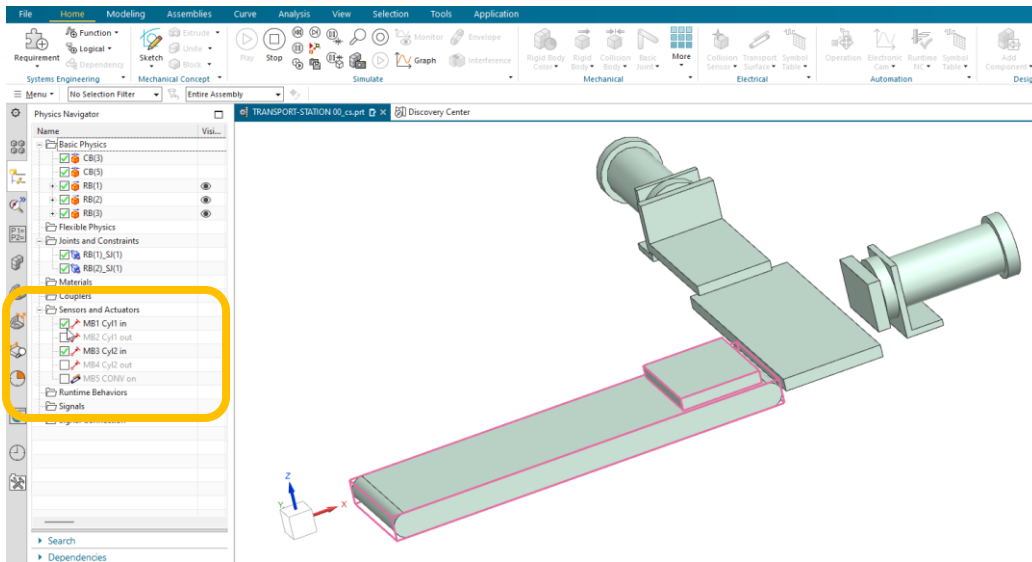 File Home Modeling Assemblies Curve Analysis View Selection Tools Application
Function Extrude
Logical Unite Monitor Envelope
Requirement Dependency Sketch Block Play Stop Graph Interference Rigid Body Color Rigid Body Collision Body Basic Joint More Collision Sensor Transport Surface Symbol Table Operation Electronic Cam Runtime NC Symbol Table Add Component
Systems Engineering Mechanical Concept Simulate Mechanical Electrical Automation Desig
Menu No Selection Filter Entire Assembly
Physics Navigator TRANSPORT-STATION 00_cs.prt Discovery Center
Name Visi...
Basic Physics
CB(3)
CB(5)
RB(1)
RB(2)
RB(3)
Flexible Physics
Joints and Constraints
RB(1)_SJ(1)
RB(2)_SJ(1)
Materials
Couplers
Sensors and Actuators
MB1 Cyl1 in
MB2 Cyl1 out
MB3 Cyl2 in
MB4 Cyl2 out
MB5 CONV on
Runtime Behaviors
Signals
Z
Y X
Search
Dependencies